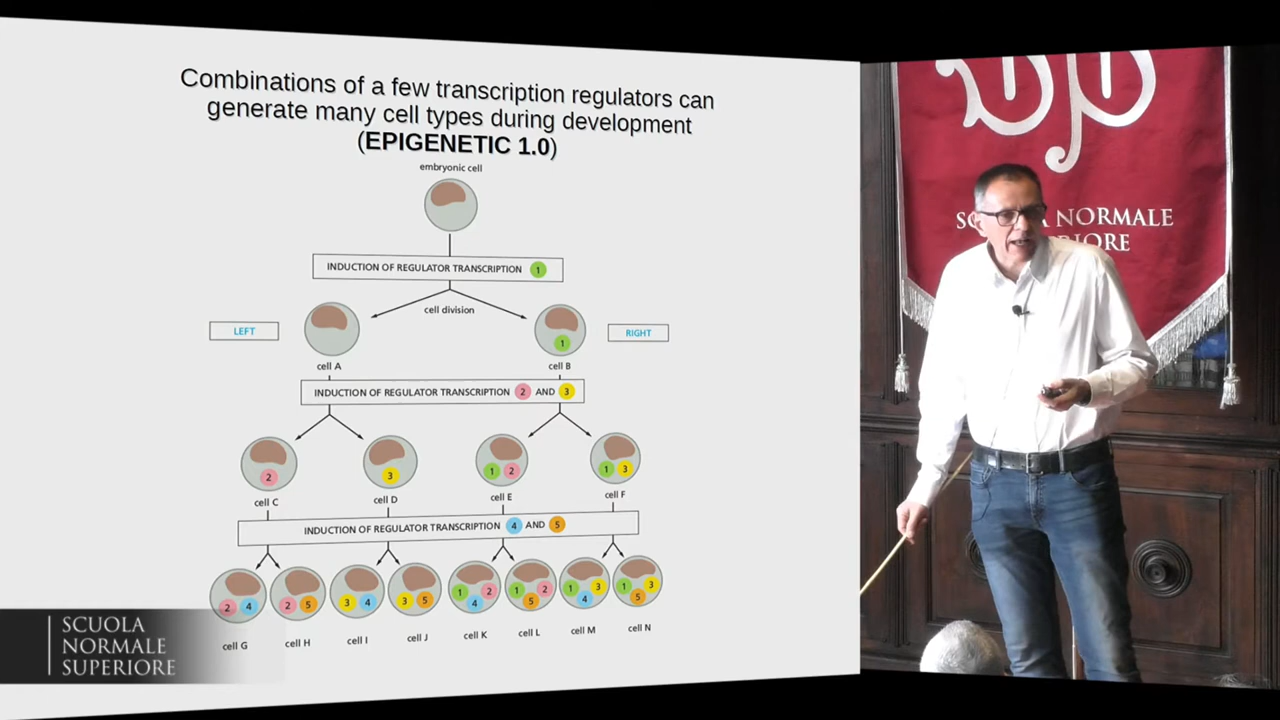 Combinations of a few transcription regulators can
generate many cell types during development
(EPIGENETIC 1.0)
embryonic cell
INDUCTION OF REGULATOR TRANSCRIPTION 1
cell division
LEFT
RIGHT
1
cell A
cell B
INDUCTION OF REGULATOR TRANSCRIPTION 2 AND 3
2
3
1 2
1 3
cell C
cell D
cell E
cell F
INDUCTION OF REGULATOR TRANSCRIPTION 4 AND 5
2 4
2 5
3 4
3 5
1 2 4
1 2 5
1 3 4
1 3 5
cell G
cell H
cell I
cell J
cell K
cell L
cell M
cell N
SCUOLA
NORMALE
SUPERIORE
NORMALE